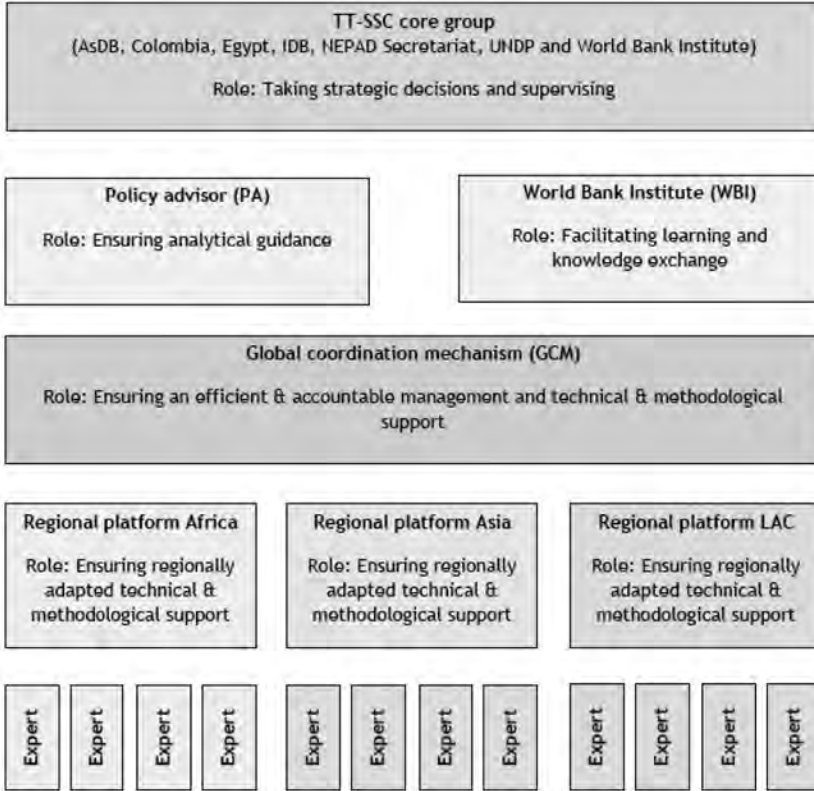 TT-SSC core group
(AsDB, Colombia, Egypt, IDB, NEPAD Secretariat, UNDP and World Bank Institute)
Role: Taking strategic decisions and supervising
Policy advisor (PA)
Role: Ensuring analytical guidance
World Bank Institute (WBI)
Role: Facilitating learning and
knowledge exchange
Global coordination mechanism (GCM)
Role: Ensuring an efficient & accountable management and technical & methodological
support
Regional platform Africa
Role: Ensuring regionally
adapted technical &
methodological support
Regional platform Asia
Role: Ensuring regionally
adapted technical &
methodological support
Regional platform LAC
Role: Ensuring regionally
adapted technical &
methodological support
Expert
Expert
Expert
Expert
Expert
Expert
Expert
Expert
Expert
Expert
Expert
Expert